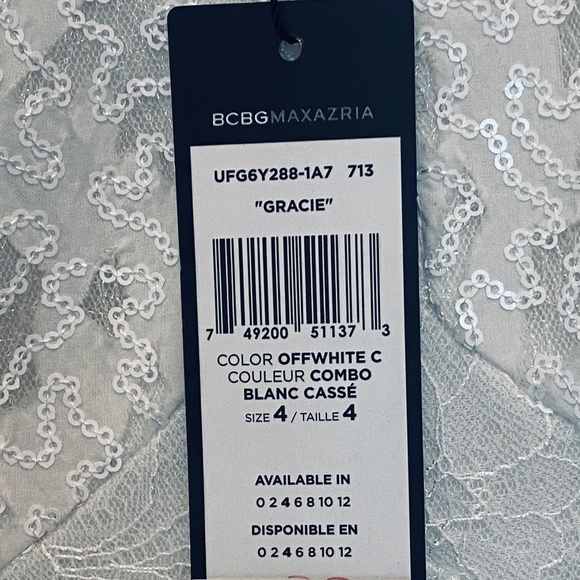 BCBGMAXAZRIA
UFG6Y288-1A7 713
"GRACIE"
7 49200 51137 3
COLOR OFFWHITE C
COULEUR COMBO
BLANC CASSÉ
SIZE 4 / TAILLE 4
AVAILABLE IN
0 2 4 6 8 10 12
DISPONIBLE EN
0 2 4 6 8 10 12